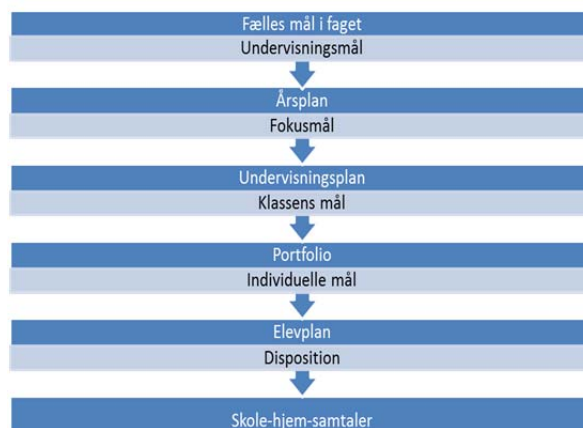 Fælles mål i faget
Undervisningsmål
Årsplan
Fokusmål
Undervisningsplan
Klassens mål
Portfolio
Individuelle mål
Elevplan
Disposition
Skole-hjem-samtaler